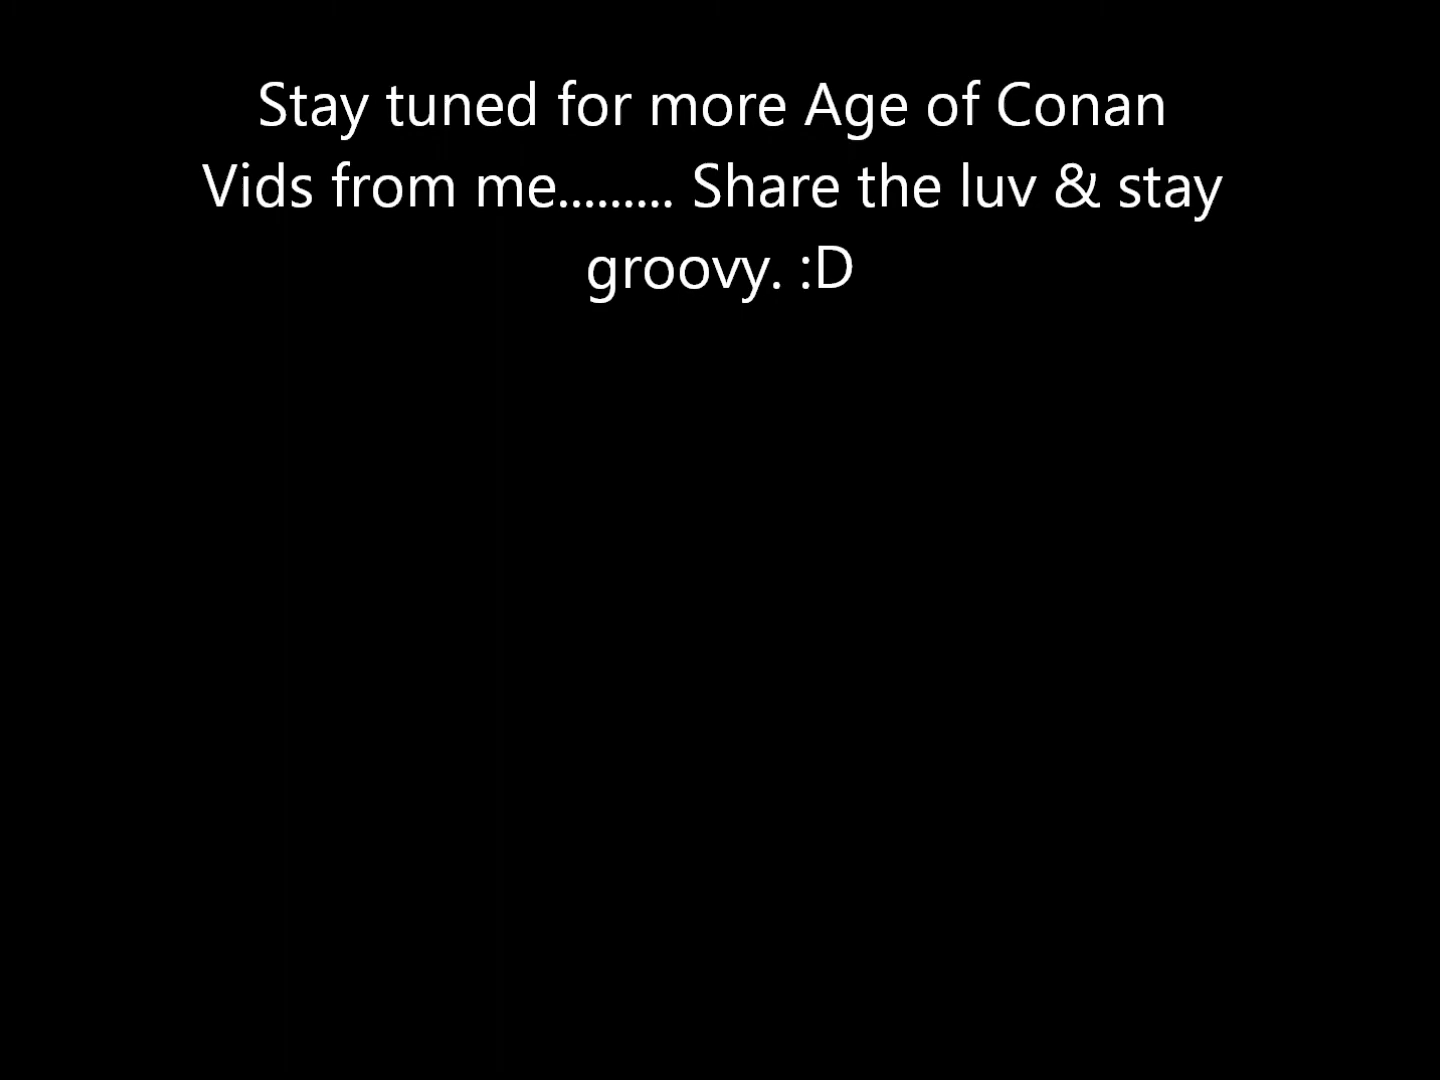 Stay tuned for more Age of Conan
Vids from me......... Share the luv & stay
groovy. :D